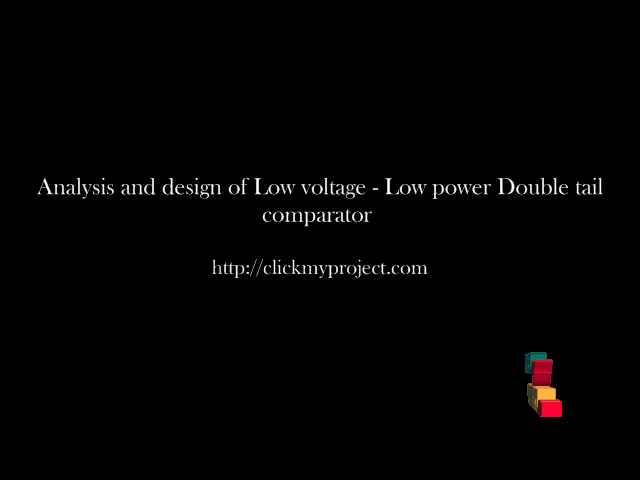 Analysis and design of Low voltage - Low power Double tail
comparator
http://clickmyproject.com